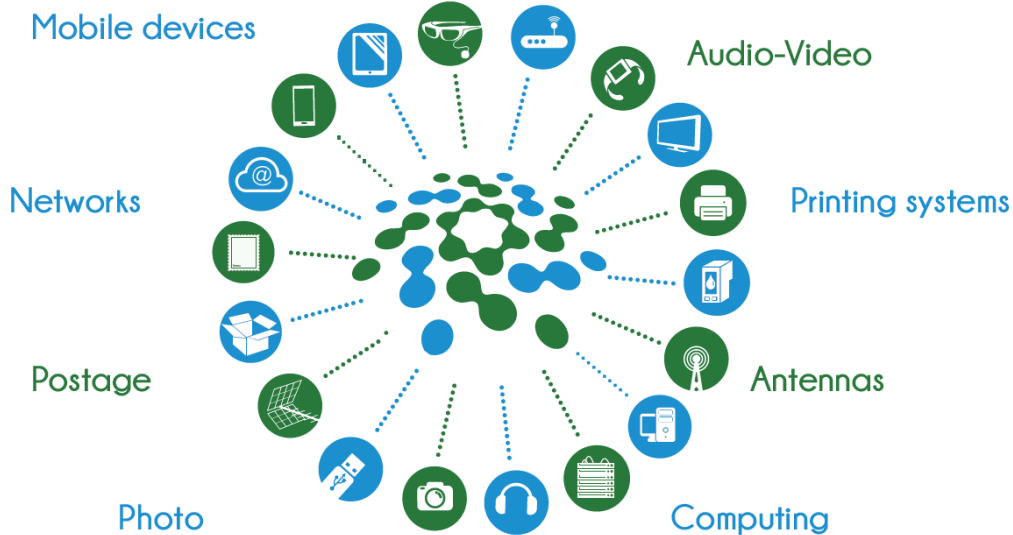 Mobile devices
Audio-Video
Networks
@
Printing systems
Postage
Antennas
Photo
Computing